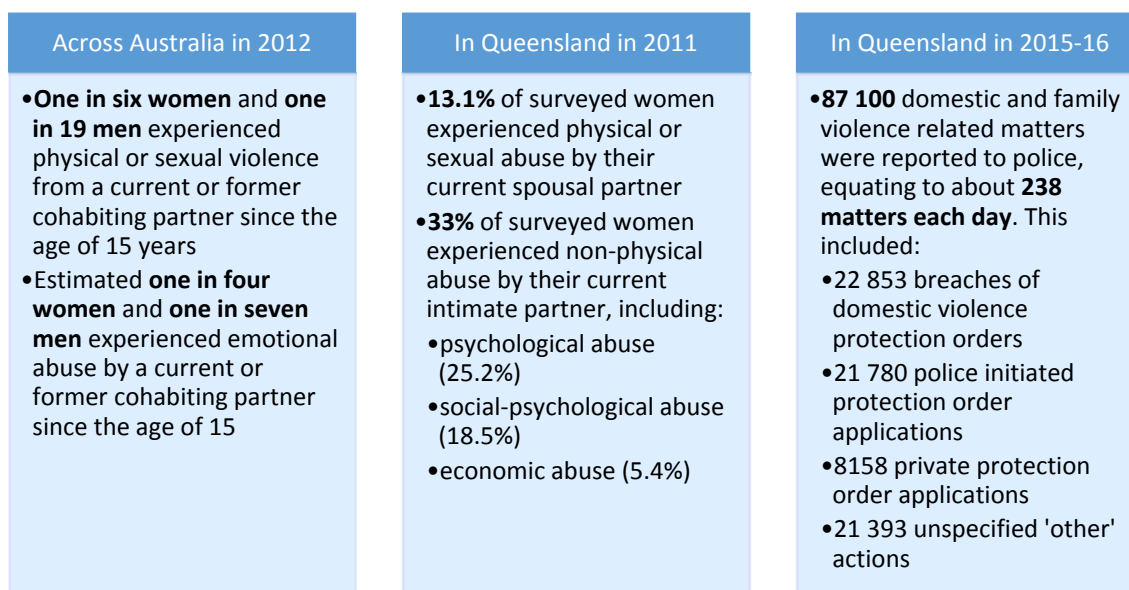 Across Australia in 2012
•One in six women and one
in 19 men experienced
physical or sexual violence
from a current or former
cohabiting partner since the
age of 15 years
•Estimated one in four
women and one in seven
men experienced emotional
abuse by a current or
former cohabiting partner
since the age of 15
In Queensland in 2011
•13.1% of surveyed women
experienced physical or
sexual abuse by their
current spousal partner
•33% of surveyed women
experienced non-physical
abuse by their current
intimate partner, including:
•psychological abuse
(25.2%)
•social-psychological abuse
(18.5%)
•economic abuse (5.4%)
In Queensland in 2015-16
•87 100 domestic and family
violence related matters
were reported to police,
equating to about 238
matters each day. This
included:
•22 853 breaches of
domestic violence
protection orders
•21 780 police initiated
protection order
applications
•8158 private protection
order applications
•21 393 unspecified 'other'
actions